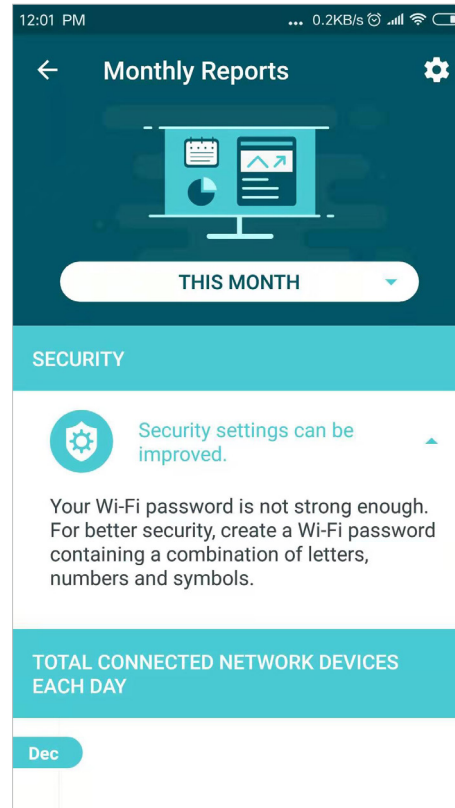 12:01 PM ... 0.2KB/s
Monthly Reports
THIS MONTH
SECURITY
Security settings can be
improved.
Your Wi-Fi password is not strong enough.
For better security, create a Wi-Fi password
containing a combination of letters,
numbers and symbols.
TOTAL CONNECTED NETWORK DEVICES
EACH DAY
Dec